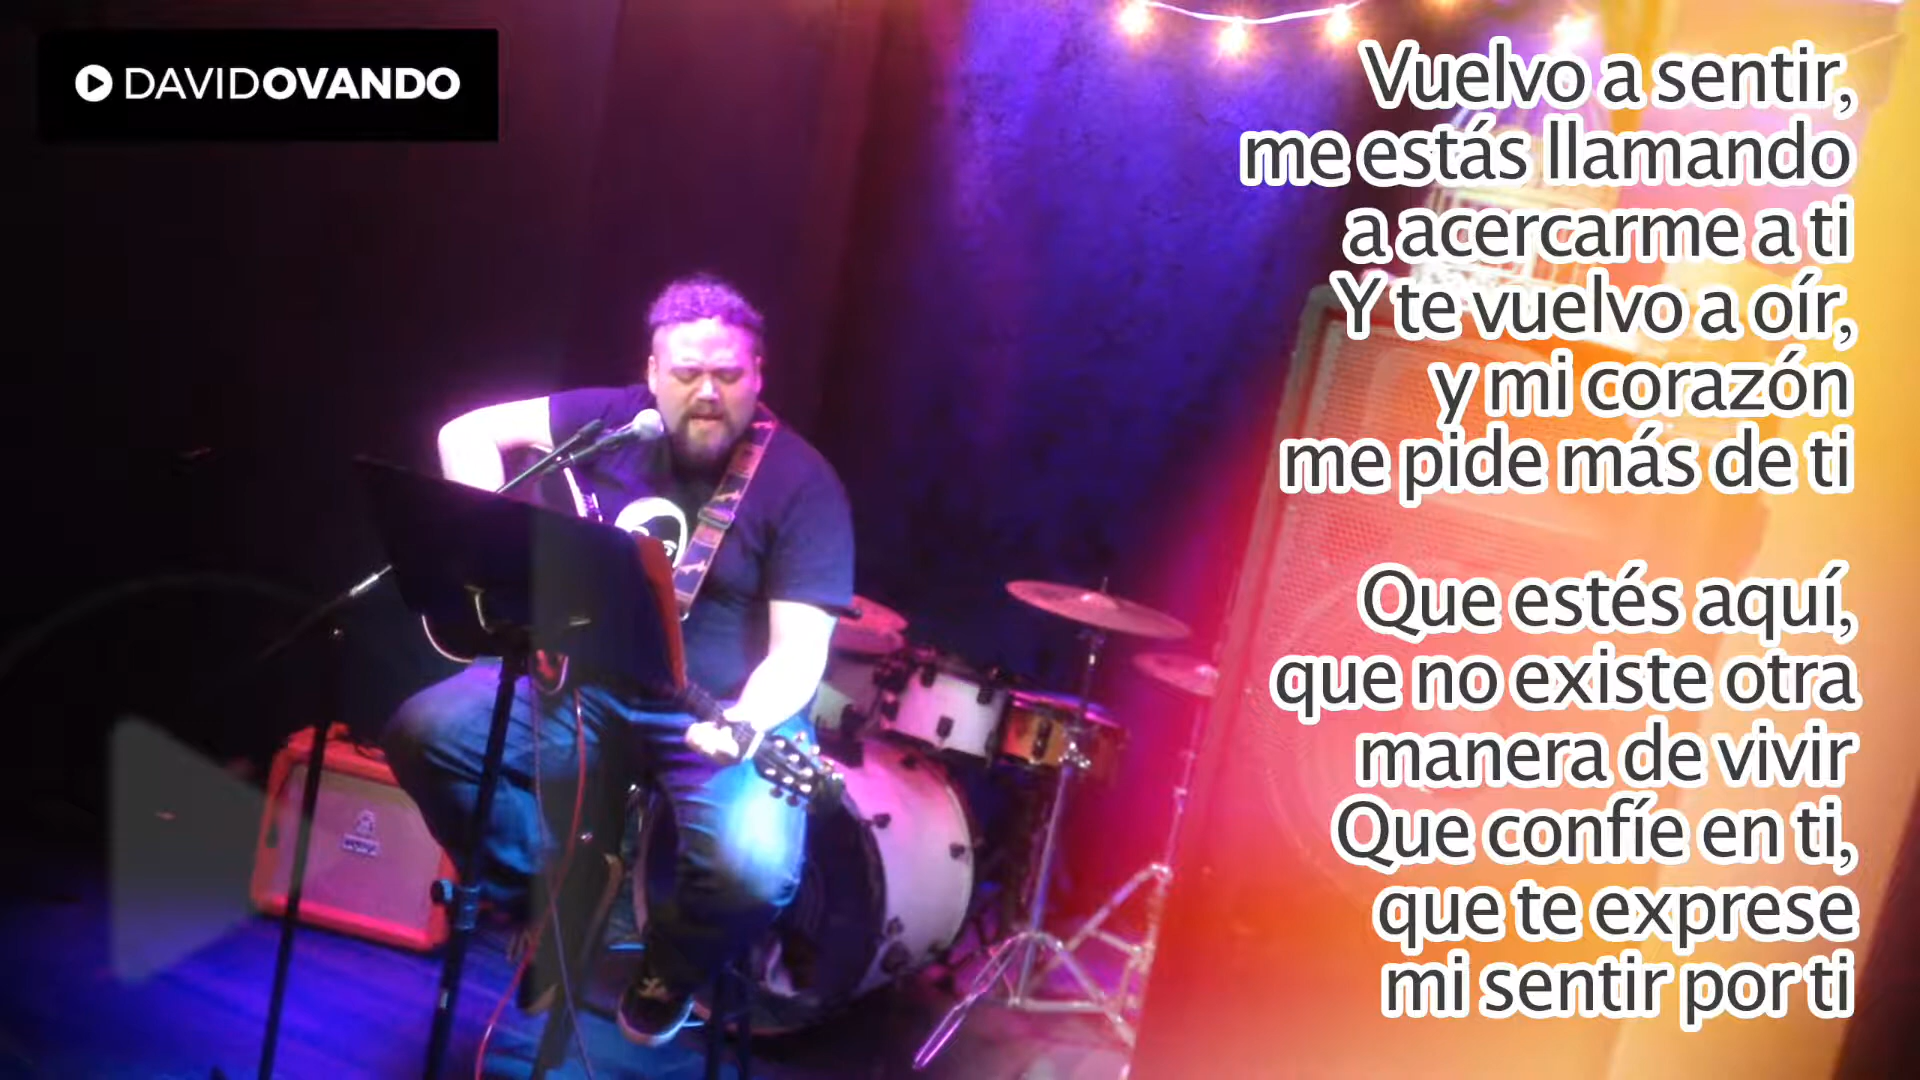 DAVIDOVANDO
Vuelvo a sentir,
me estás llamando
a acercarme a ti
Y te vuelvo a oír,
y mi corazón
me pide más de ti
Que estés aquí,
que no existe otra
manera de vivir
Que confíe en ti,
que te exprese
mi sentir por ti